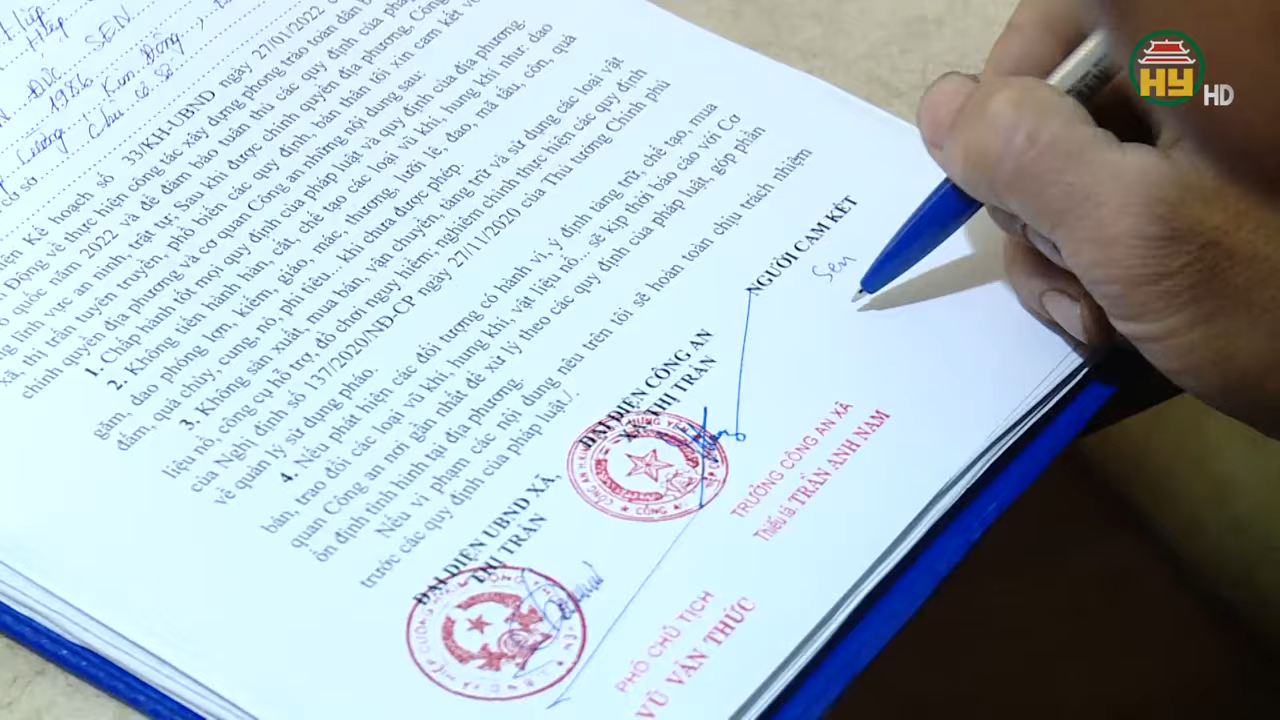 HY HD
Hiệp
Hiệp
ĐỨC SEN
1986
Kim Động,
Lương Chủ cơ sở
cơ sở
Kế hoạch số 33/KH-UBND ngày 27/01/2022
Động về thực hiện công tác xây dựng phong trào toàn dân
quốc năm 2022 và để đảm bảo tuân thủ các quy định của pháp
lĩnh vực an ninh, trật tự. Sau khi được chính quyền địa phương, Công
xã, thị trấn tuyên truyền, phổ biến các quy định, bản thân tôi xin cam kết với
chính quyền địa phương và cơ quan Công an những nội dung sau:
1. Chấp hành tốt mọi quy định của pháp luật và quy định của địa phương.
2. Không tiến hành hàn, cắt, chế tạo các loại vũ khí, hung khí như: dao
găm, dao phóng lợn, kiếm, giáo, mác, thương, lưỡi lê, đao, mã tấu, côn, quả
đấm, quả chùy, cung, nỏ, phi tiêu... khi chưa được phép.
3. Không sản xuất, mua bán, vận chuyển, tàng trữ và sử dụng các loại vật
liệu nổ, công cụ hỗ trợ, đồ chơi nguy hiểm; nghiêm chỉnh thực hiện các quy định
của Nghị định số 137/2020/NĐ-CP ngày 27/11/2020 của Thủ tướng Chính phủ
về quản lý sử dụng pháo.
4. Nếu phát hiện các đối tượng có hành vi, ý định tàng trữ, chế tạo, mua
bán, trao đổi các loại vũ khí, hung khí, vật liệu nổ... sẽ kịp thời báo cáo với Cơ
quan Công an nơi gần nhất để xử lý theo các quy định của pháp luật, góp phần
ổn định tình hình tại địa phương.
Nếu vi phạm các nội dung nêu trên tôi sẽ hoàn toàn chịu trách nhiệm
trước các quy định của pháp luật./.
ĐẠI DIỆN UBND XÃ,
THỊ TRẤN
ĐẠI DIỆN CÔNG AN
XÃ, THỊ TRẤN
NGƯỜI CAM KẾT
Sen
PHÓ CHỦ TỊCH
VŨ VĂN THỨC
TRƯỞNG CÔNG AN XÃ
Thiếu tá: TRẦN ANH NAM